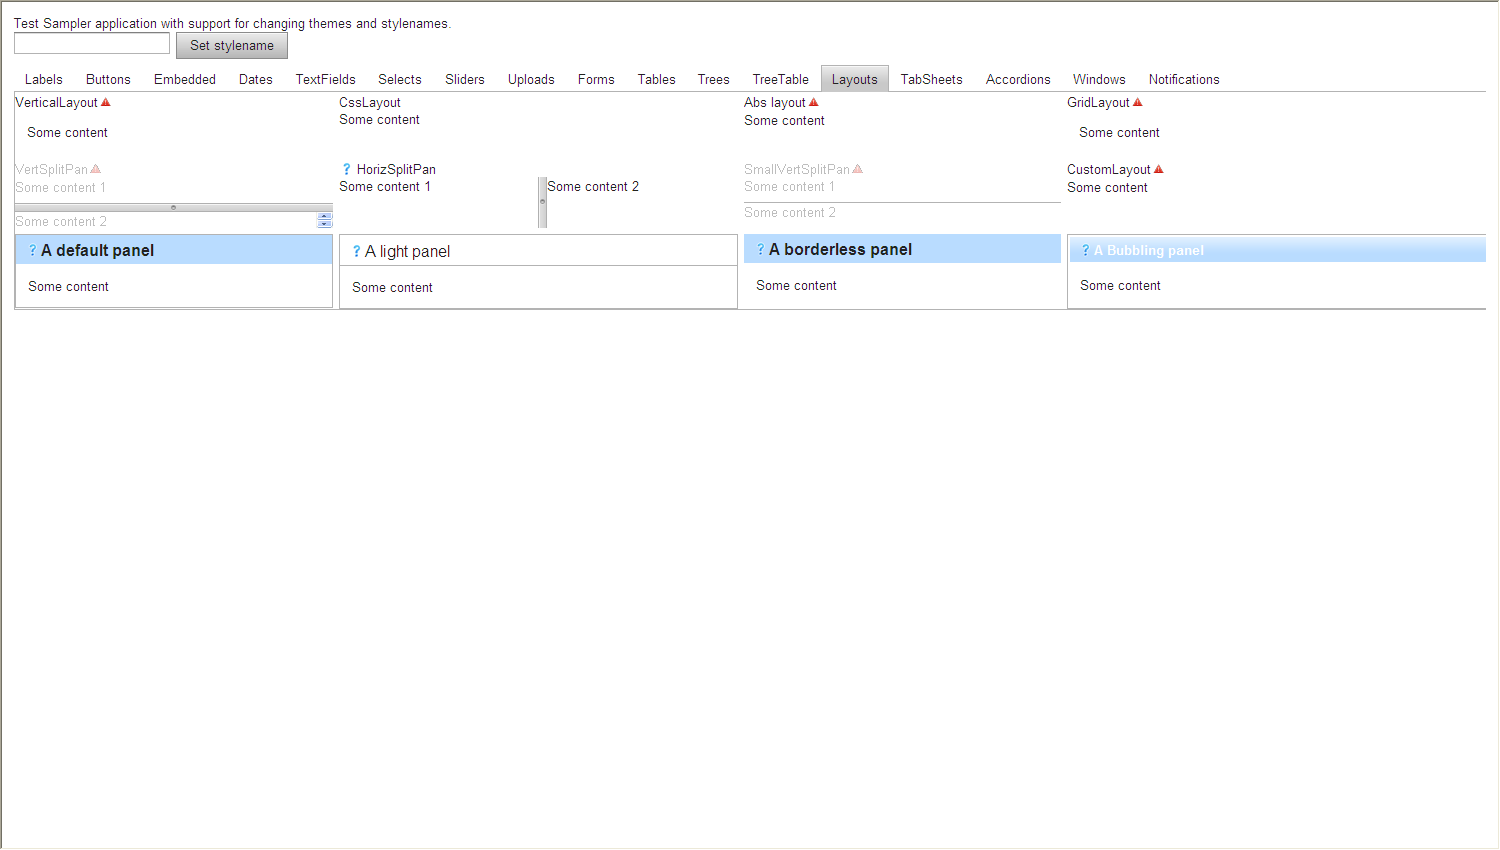 Test Sampler application with support for changing themes and stylenames.
Set stylename
Labels Buttons Embedded Dates TextFields Selects Sliders Uploads Forms Tables Trees TreeTable Layouts TabSheets Accordions Windows Notifications
VerticalLayout CssLayout Abs layout GridLayout
Some content Some content Some content Some content
VertSplitPan ? HorizSplitPan SmallVertSplitPan CustomLayout
Some content 1 Some content 1 Some content 2 Some content 1 Some content
Some content 2 Some content 2
? A default panel ? A light panel ? A borderless panel ? A Bubbling panel
Some content Some content Some content Some content